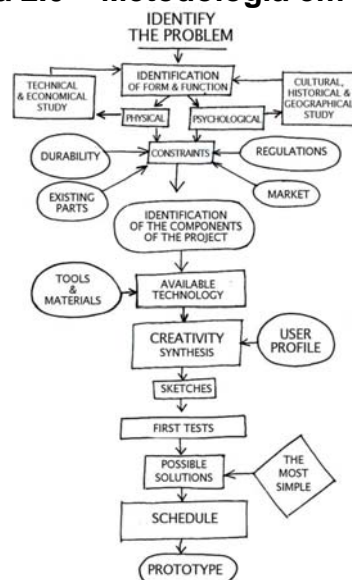 IDENTIFY
THE PROBLEM
TECHNICAL
& ECONOMICAL
STUDY
IDENTIFICATION
OF FORM & FUNCTION
CULTURAL,
HISTORICAL &
GEOGRAPHICAL
STUDY
PHYSICAL
PSYCHOLOGICAL
DURABILITY
CONSTRAINTS
REGULATIONS
EXISTING
PARTS
MARKET
IDENTIFICATION
OF THE COMPONENTS
OF THE PROJECT
TOOLS
& MATERIALS
AVAILABLE
TECHNOLOGY
CREATIVITY
SYNTHESIS
USER
PROFILE
SKETCHES
FIRST TESTS
POSSIBLE
SOLUTIONS
THE
MOST
SIMPLE
SCHEDULE
PROTOTYPE